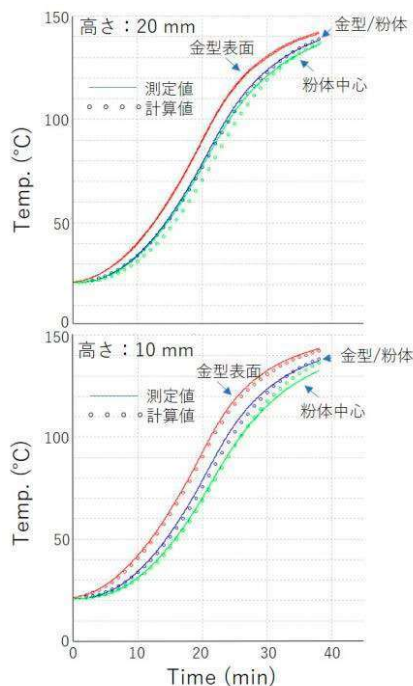 150
高さ：20 mm
金型/粉体
金型表面
粉体中心
測定値
計算値
100
Temp. (°C)
50
0
150
高さ：10 mm
金型/粉体
金型表面
測定値
計算値
粉体中心
100
Temp. (°C)
50
0
0 10 20 30 40
Time (min)